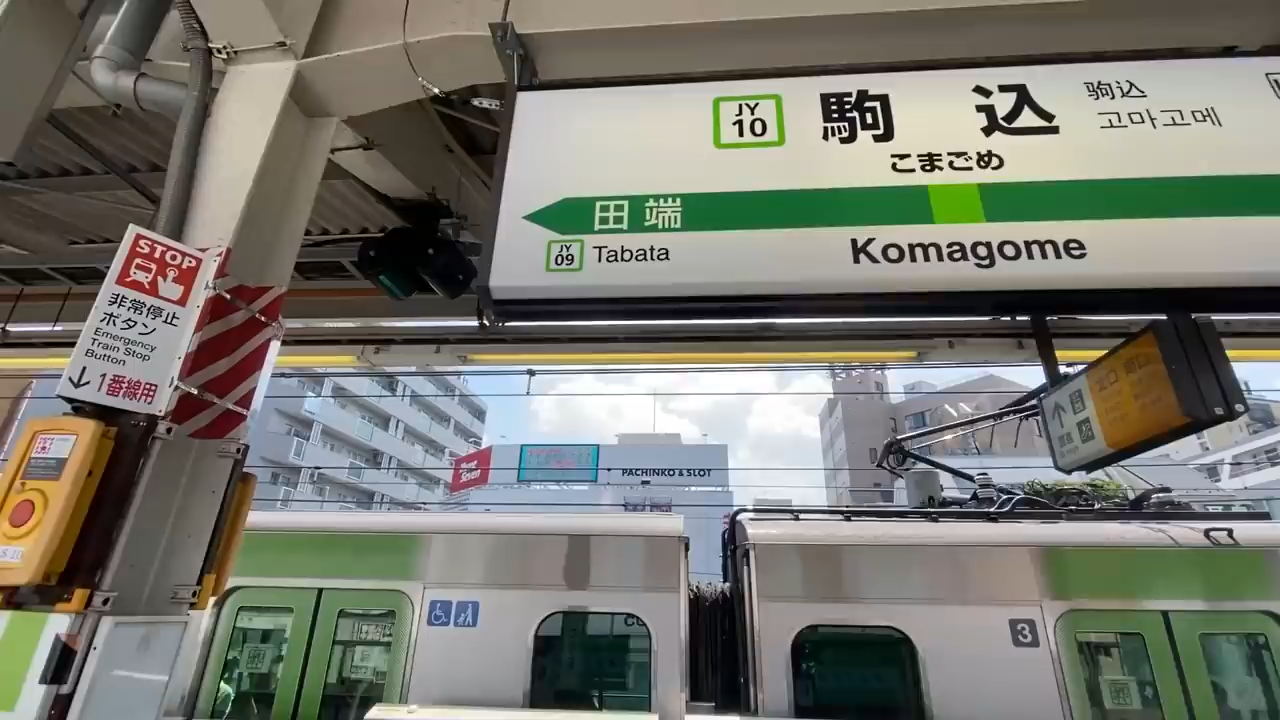 JY
10
駒込
駒込
고마고메
こまごめ
田端
JY
09
Tabata
Komagome
STOP
非常停止
ボタン
Emergency
Train Stop
Button
↓1番線用
PACHINKO & SLOT
3